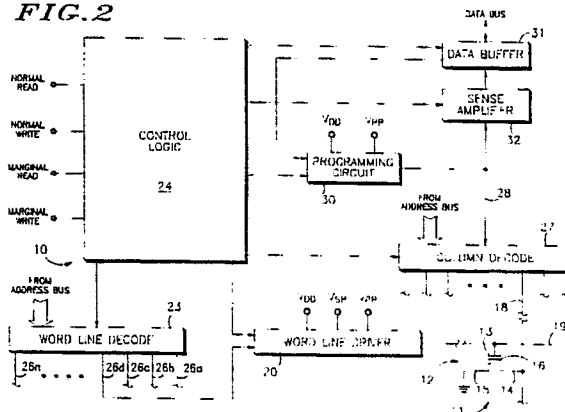 FIG.2
DATA BUS
31
DATA BUFFER
NORMAL READ
SENSE AMPLIFIER
32
NORMAL WRITE
CONTROL LOGIC
24
VDD VPP
PROGRAMMING CIRCUIT
30
MARGINAL READ
28
MARGINAL WRITE
FROM ADDRESS BUS
27
COLUMN DECODE
10
FROM ADDRESS BUS
18
23
VDD
WORD LINE DECODE
WORD LINE DRIVER
20
13
19
12
16
26n 26d 26c 26b 26a
15 14
11